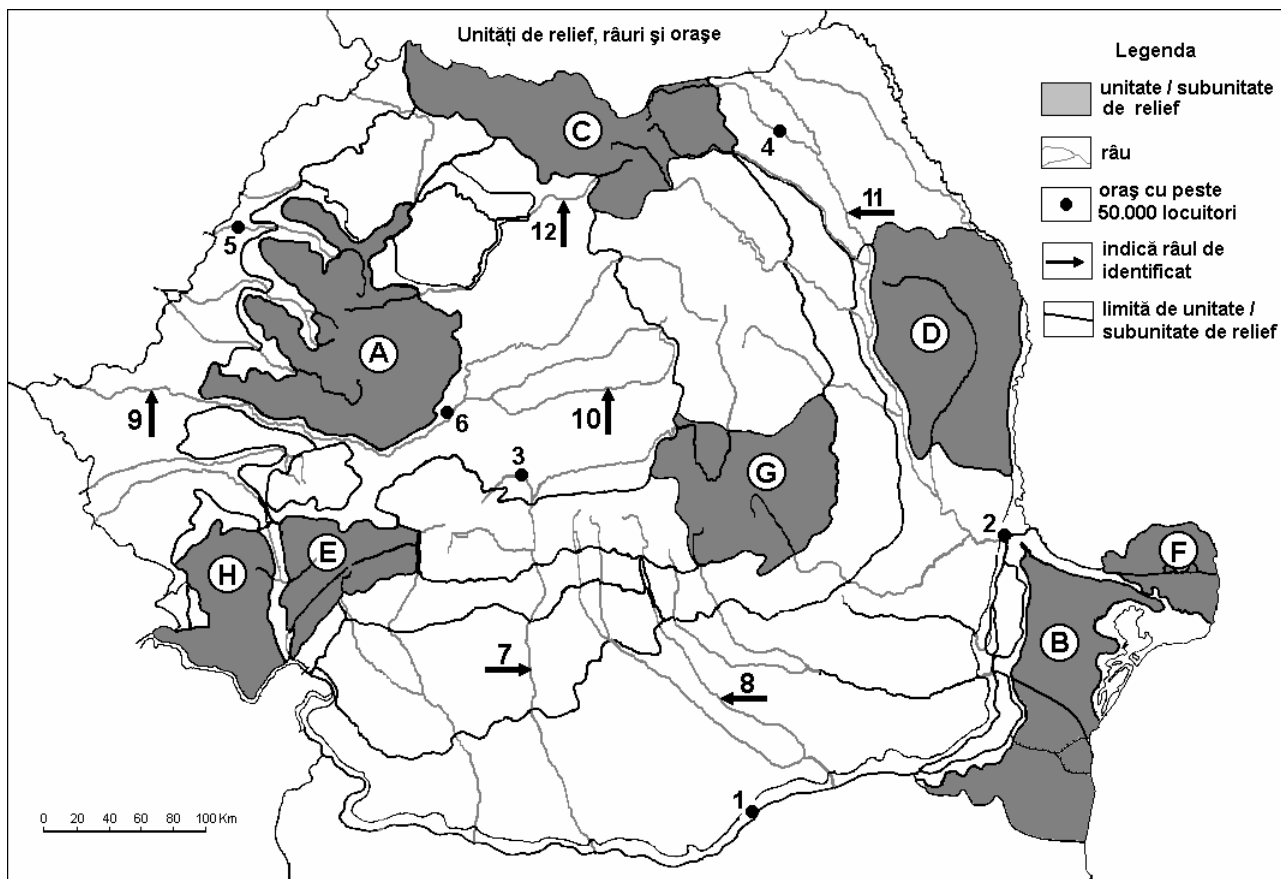 Unități de relief, râuri și orașe
Legenda
unitate / subunitate
de relief
râu
oraș cu peste
50.000 locuitori
indică râul de
identificat
limită de unitate /
subunitate de relief
C
4
11
5
12
D
A
9
10
6
3
G
2
F
H
E
B
7
8
1
0 20 40 60 80 100 Km